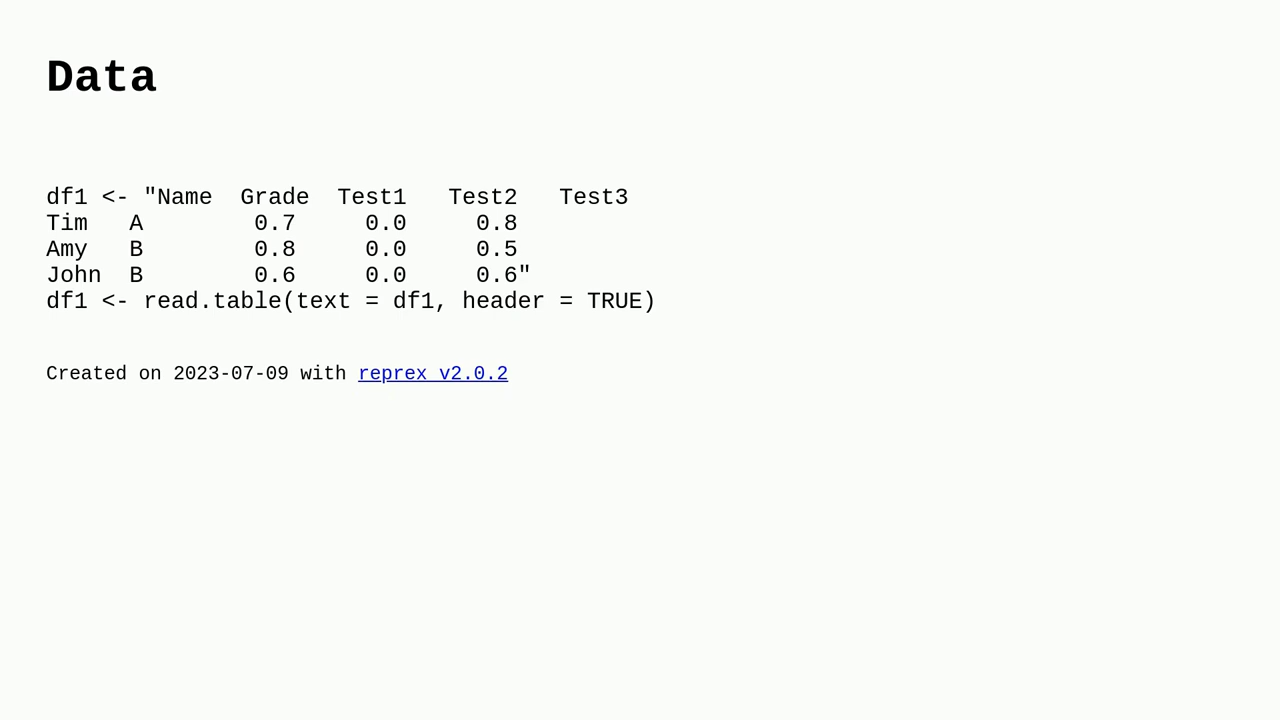 Data
df1 <- "Name  Grade  Test1   Test2   Test3
Tim   A        0.7     0.0     0.8
Amy   B        0.8     0.0     0.5
John  B        0.6     0.0     0.6"
df1 <- read.table(text = df1, header = TRUE)
Created on 2023-07-09 with reprex v2.0.2